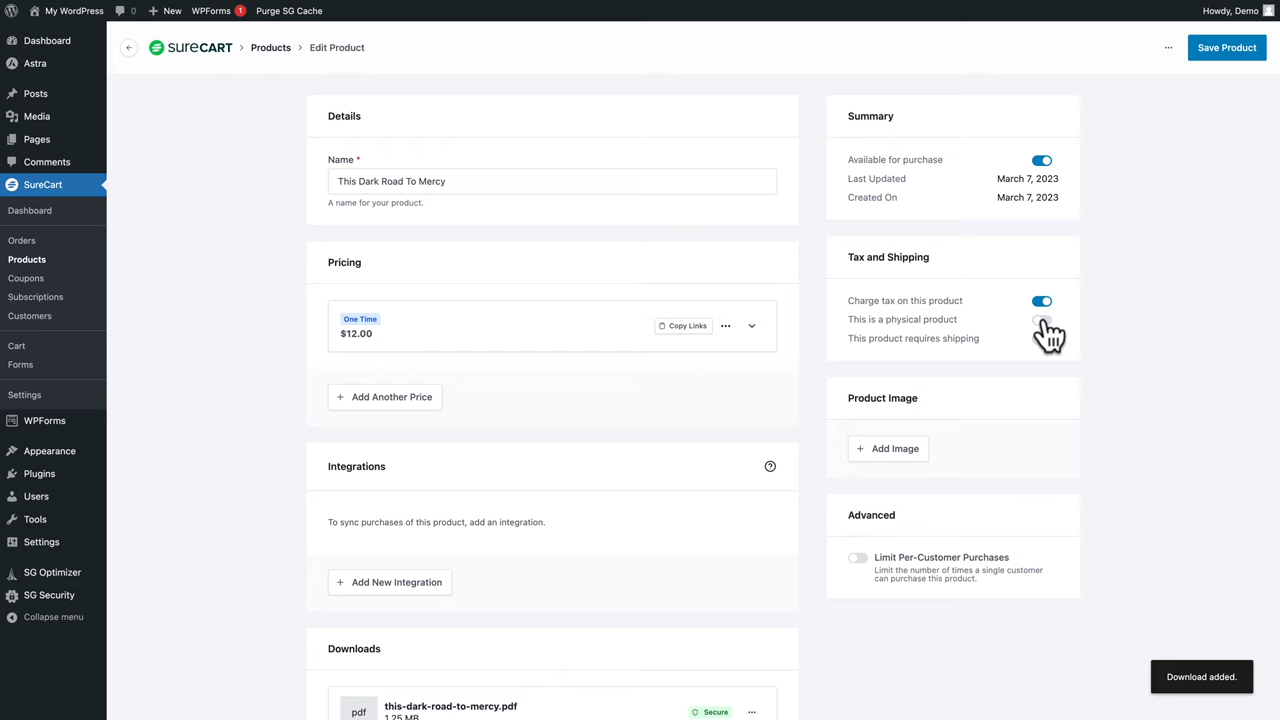 My WordPress
0
New
WPForms 1
Purge SG Cache
Howdy, Demo
Dashboard
Astra
Posts
Media
Pages
Comments
SureCart
Dashboard
Orders
Products
Coupons
Subscriptions
Customers
Cart
Forms
Settings
WPForms
Appearance
Plugins
Users
Tools
Settings
SG Optimizer
SG Security
Collapse menu
SURECART
Products
Edit Product
Save Product
Details
Name *
This Dark Road To Mercy
A name for your product.
Pricing
One Time
$12.00
Copy Links
Add Another Price
Integrations
To sync purchases of this product, add an integration.
Add New Integration
Downloads
pdf
this-dark-road-to-mercy.pdf
1.25 MB
Secure
Summary
Available for purchase
Last Updated March 7, 2023
Created On March 7, 2023
Tax and Shipping
Charge tax on this product
This is a physical product
This product requires shipping
Product Image
Add Image
Advanced
Limit Per-Customer Purchases
Limit the number of times a single customer
can purchase this product.
Download added.